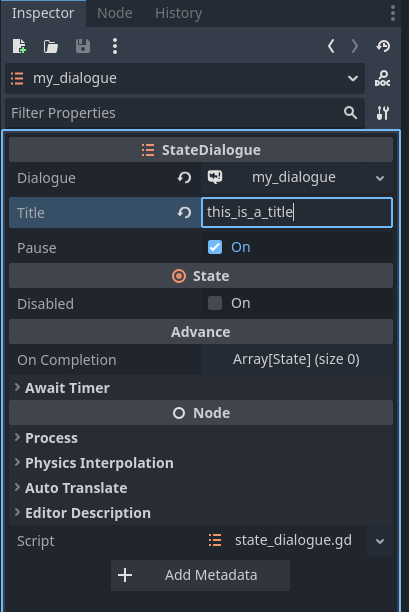 Inspector Node History
my_dialogue DOC
Filter Properties
StateDialogue
Dialogue my_dialogue
Title this_is_a_title
Pause On
State
Disabled On
Advance
On Completion Array[State] (size 0)
Await Timer
Node
Process
Physics Interpolation
Auto Translate
Editor Description
Script state_dialogue.gd
Add Metadata